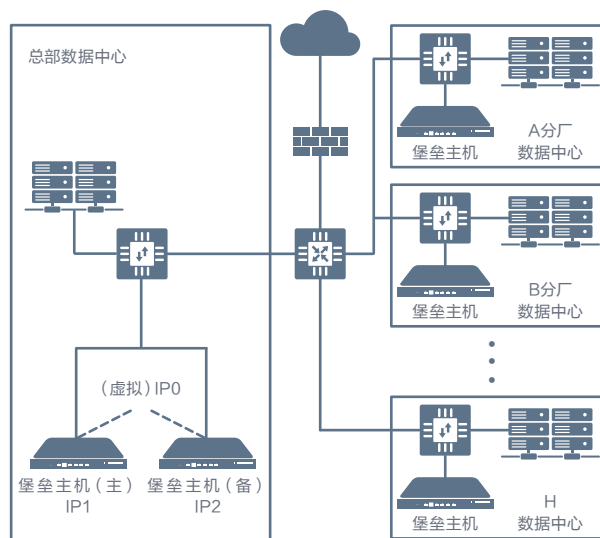 总部数据中心
（虚拟）IP0
堡垒主机（主）
IP1
堡垒主机（备）
IP2
堡垒主机
A分厂
数据中心
堡垒主机
B分厂
数据中心
堡垒主机
H
数据中心